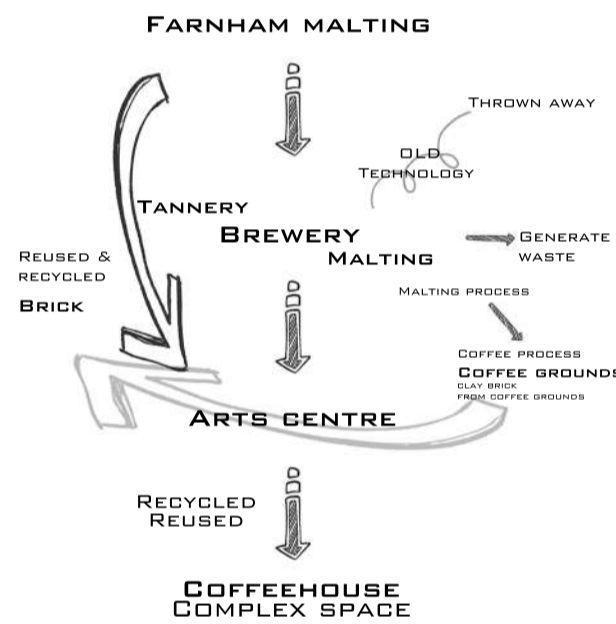 FARNHAM MALTING
THROWN AWAY
OLD
TECHNOLOGY
TANNERY
BREWERY
MALTING
GENERATE
WASTE
REUSED &
RECYCLED
BRICK
MALTING PROCESS
COFFEE PROCESS
COFFEE GROUNDS
CLAY BRICK
FROM COFFEE GROUNDS
ARTS CENTRE
RECYCLED
REUSED
COFFEEHOUSE
COMPLEX SPACE